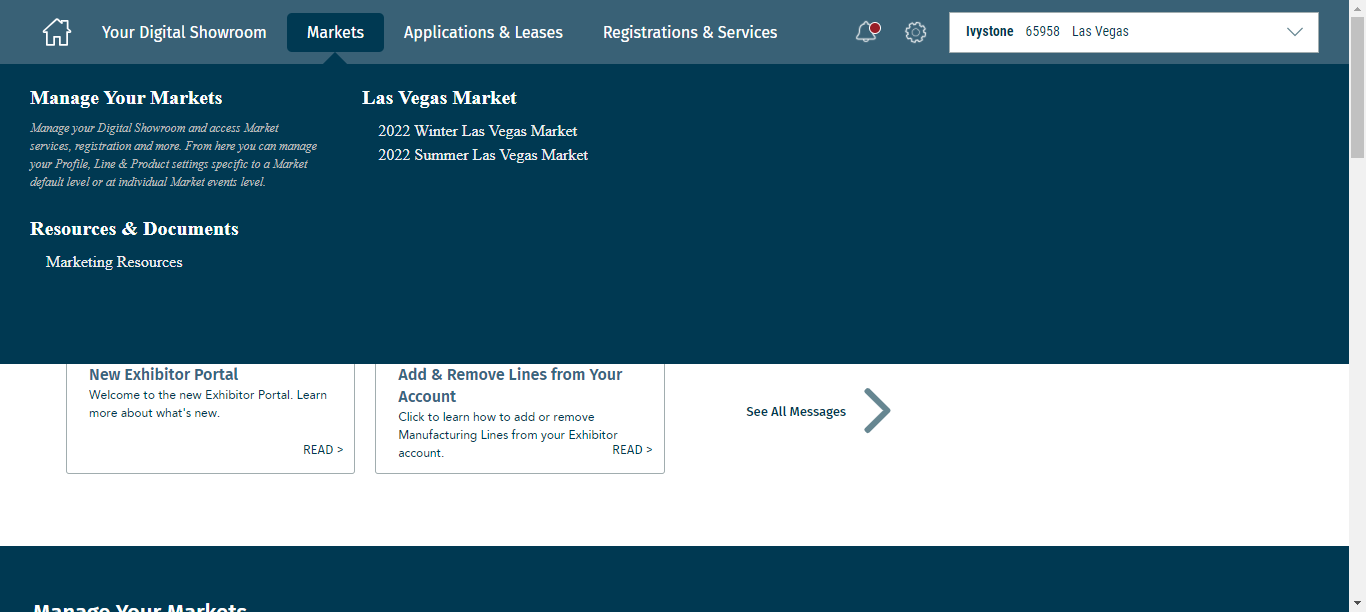 Your Digital Showroom
Markets
Applications & Leases
Registrations & Services
Ivystone 65958 Las Vegas
Manage Your Markets
Manage your Digital Showroom and access Market
services, registration and more. From here you can manage
your Profile, Line & Product settings specific to a Market
default level or at individual Market events level.
Resources & Documents
Marketing Resources
Las Vegas Market
2022 Winter Las Vegas Market
2022 Summer Las Vegas Market
New Exhibitor Portal
Welcome to the new Exhibitor Portal. Learn
more about what's new.
READ >
Add & Remove Lines from Your
Account
Click to learn how to add or remove
Manufacturing Lines from your Exhibitor
account.
READ >
See All Messages
Manage Your Markets